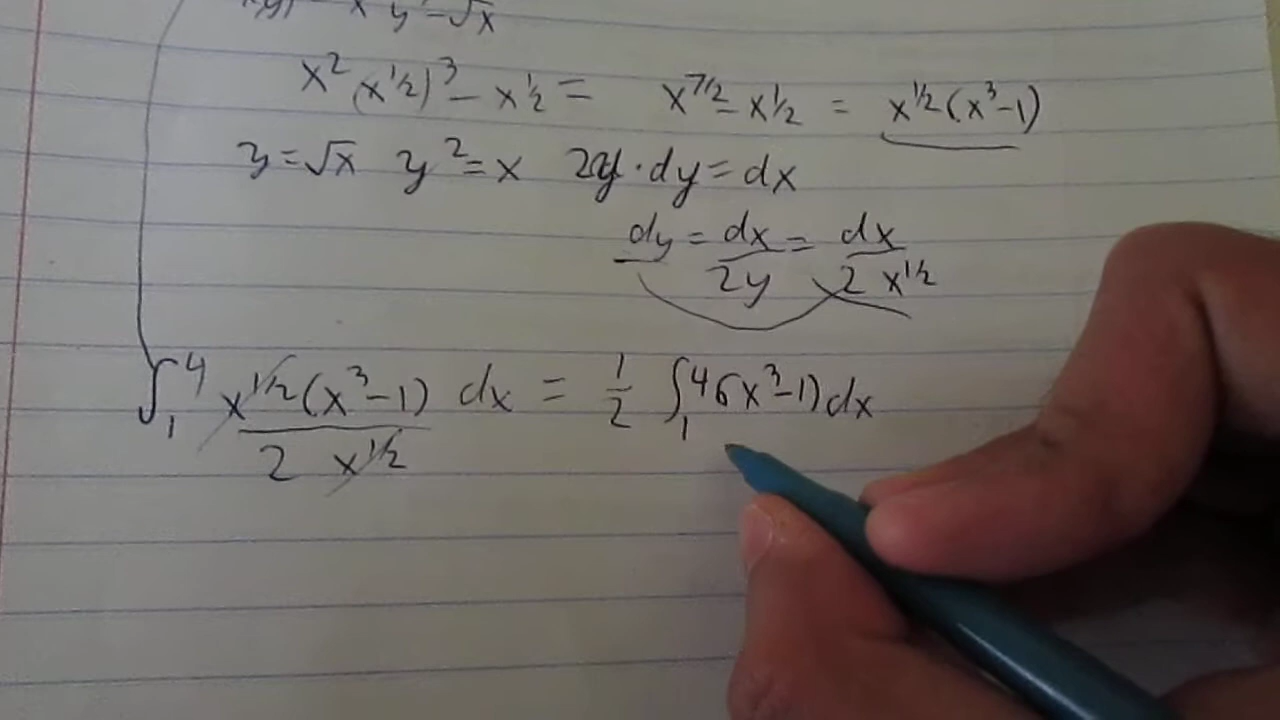 x y - √x
x² (x^½)³ - x^½ = x^7/2 - x^1/2 = x^1/2 (x³-1)
y = √x y² = x 2y · dy = dx
dy = dx/2y = dx/2 x^1/2
∫₁⁴ x^1/2 (x³-1)/2 x^1/2 dx = 1/2 ∫₁⁴ (x³-1) dx